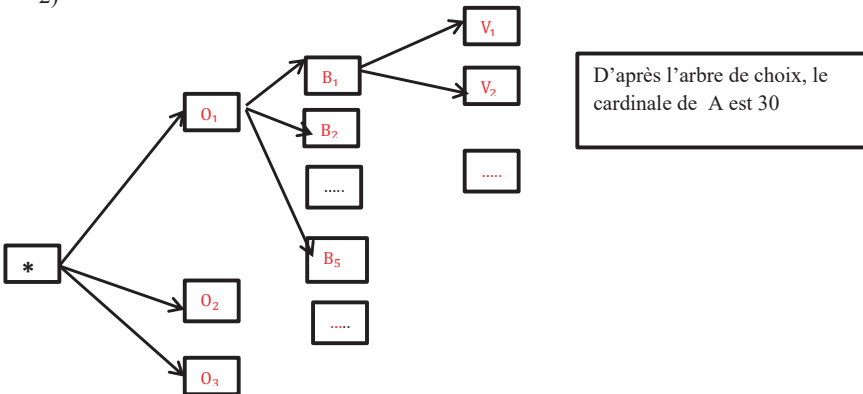 2)
V₁
B₁
V₂
D’après l’arbre de choix, le
cardinale de A est 30
O₁
B₂
.....
.....
*
B₅
O₂
.....
O₃